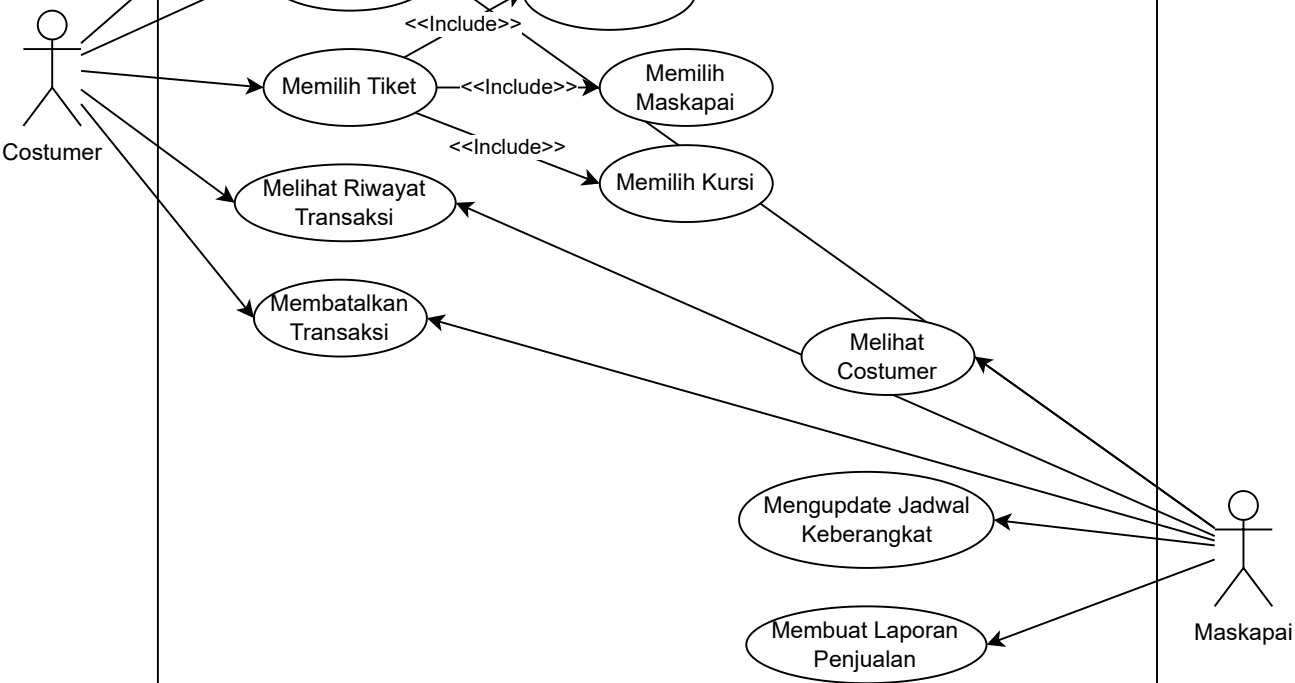 <<Include>>
Memilih Tiket
<<Include>>
Memilih
Maskapai
Costumer
<<Include>>
Memilih Kursi
Melihat Riwayat
Transaksi
Membatalkan
Transaksi
Melihat
Costumer
Mengupdate Jadwal
Keberangkat
Membuat Laporan
Penjualan
Maskapai